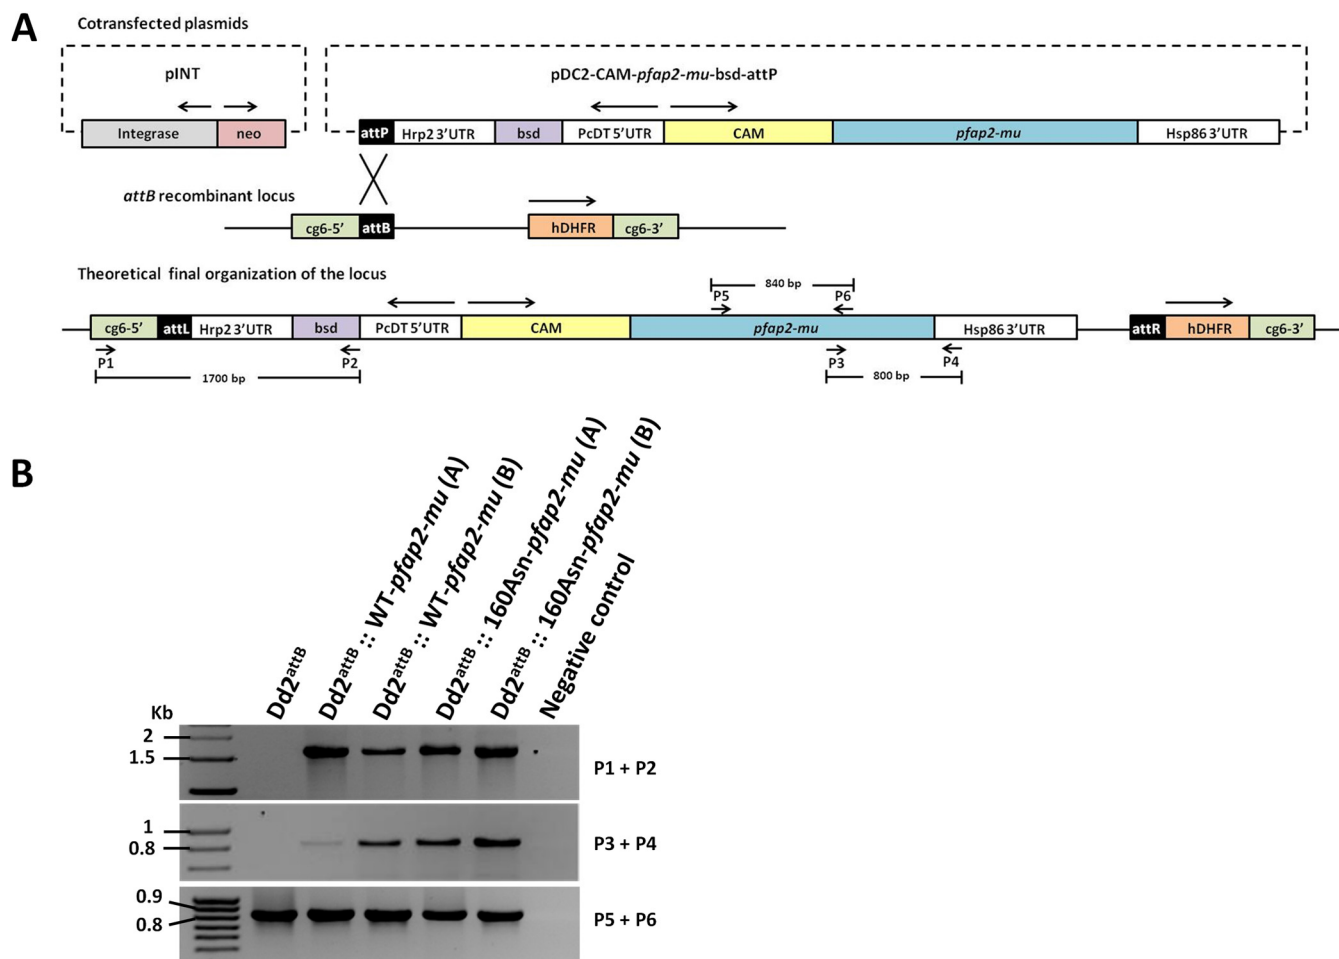 A
Cotransfected plasmids
pINT
pDC2-CAM-pfap2-mu-bsd-attP
Integrase neo
attP Hrp2 3’UTR bsd PcDT 5’UTR CAM pfap2-mu Hsp86 3’UTR
attB recombinant locus
cg6-5’ attB hDHFR cg6-3’
Theoretical final organization of the locus
840 bp
P5 P6
cg6-5’ attL Hrp2 3’UTR bsd PcDT 5’UTR CAM pfap2-mu Hsp86 3’UTR attR hDHFR cg6-3’
P1 P2 P3 P4
1700 bp 800 bp
B
Dd2attB
Dd2attB :: WT-pfap2-mu (A)
Dd2attB :: WT-pfap2-mu (B)
Dd2attB :: 160Asn-pfap2-mu (A)
Dd2attB :: 160Asn-pfap2-mu (B)
Negative control
Kb
2
1.5
P1 + P2
1
0.8
P3 + P4
0.9
0.8
P5 + P6